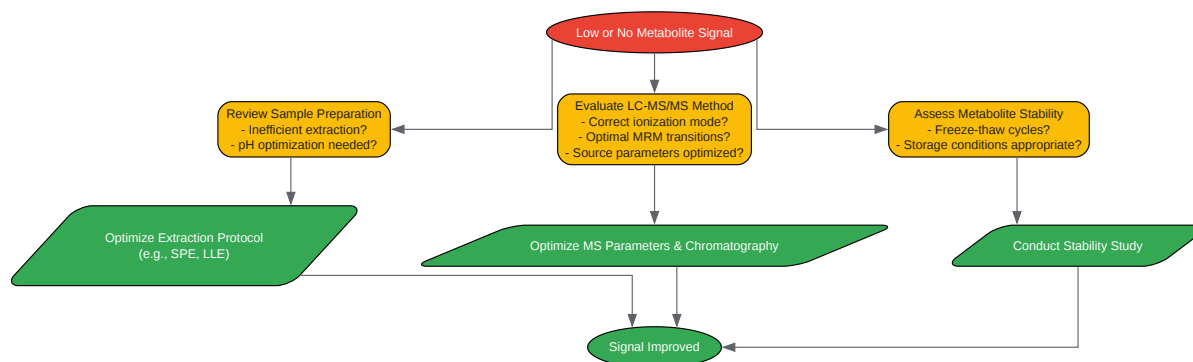 Low or No Metabolite Signal
Review Sample Preparation
- Inefficient extraction?
- pH optimization needed?
Evaluate LC-MS/MS Method
- Correct ionization mode?
- Optimal MRM transitions?
- Source parameters optimized?
Assess Metabolite Stability
- Freeze-thaw cycles?
- Storage conditions appropriate?
Optimize Extraction Protocol
(e.g., SPE, LLE)
Optimize MS Parameters & Chromatography
Conduct Stability Study
Signal Improved